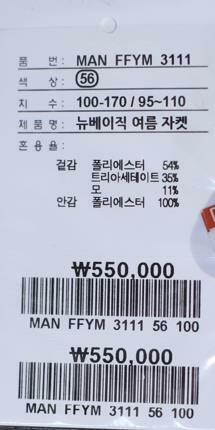 품 번 : MAN FFYM 3111
색 상 : 56
치 수 : 100-170 / 95~110
제 품 명 : 뉴베이직 여름 자켓
혼 용 율 :
겉감 폴리에스터 54%
트리아세테이트 35%
모 11%
안감 폴리에스터 100%
₩550,000
MAN FFYM 3111 56 100
₩550,000
MAN FFYM 3111 56 100